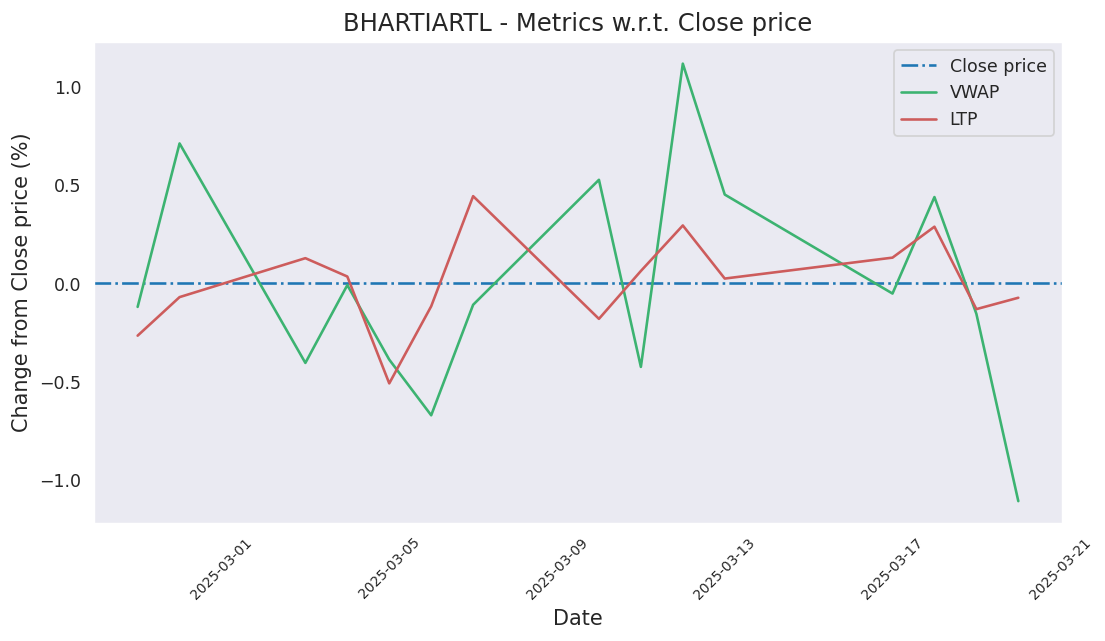 BHARTIARTL - Metrics w.r.t. Close price
Close price
VWAP
LTP
Change from Close price (%)
1.0
0.5
0.0
−0.5
−1.0
2025-03-01
2025-03-05
2025-03-09
2025-03-13
2025-03-17
2025-03-21
Date